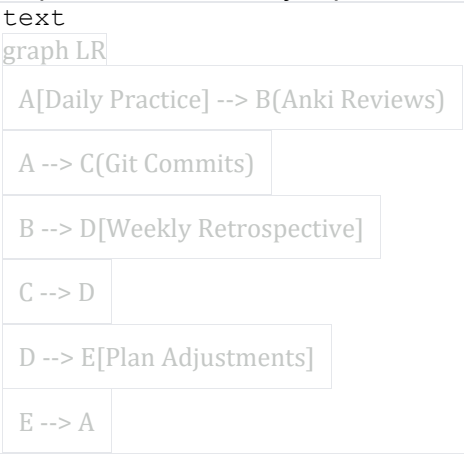 text
graph LR
A[Daily Practice] --> B(Anki Reviews)
A --> C(Git Commits)
B --> D[Weekly Retrospective]
C --> D
D --> E[Plan Adjustments]
E --> A